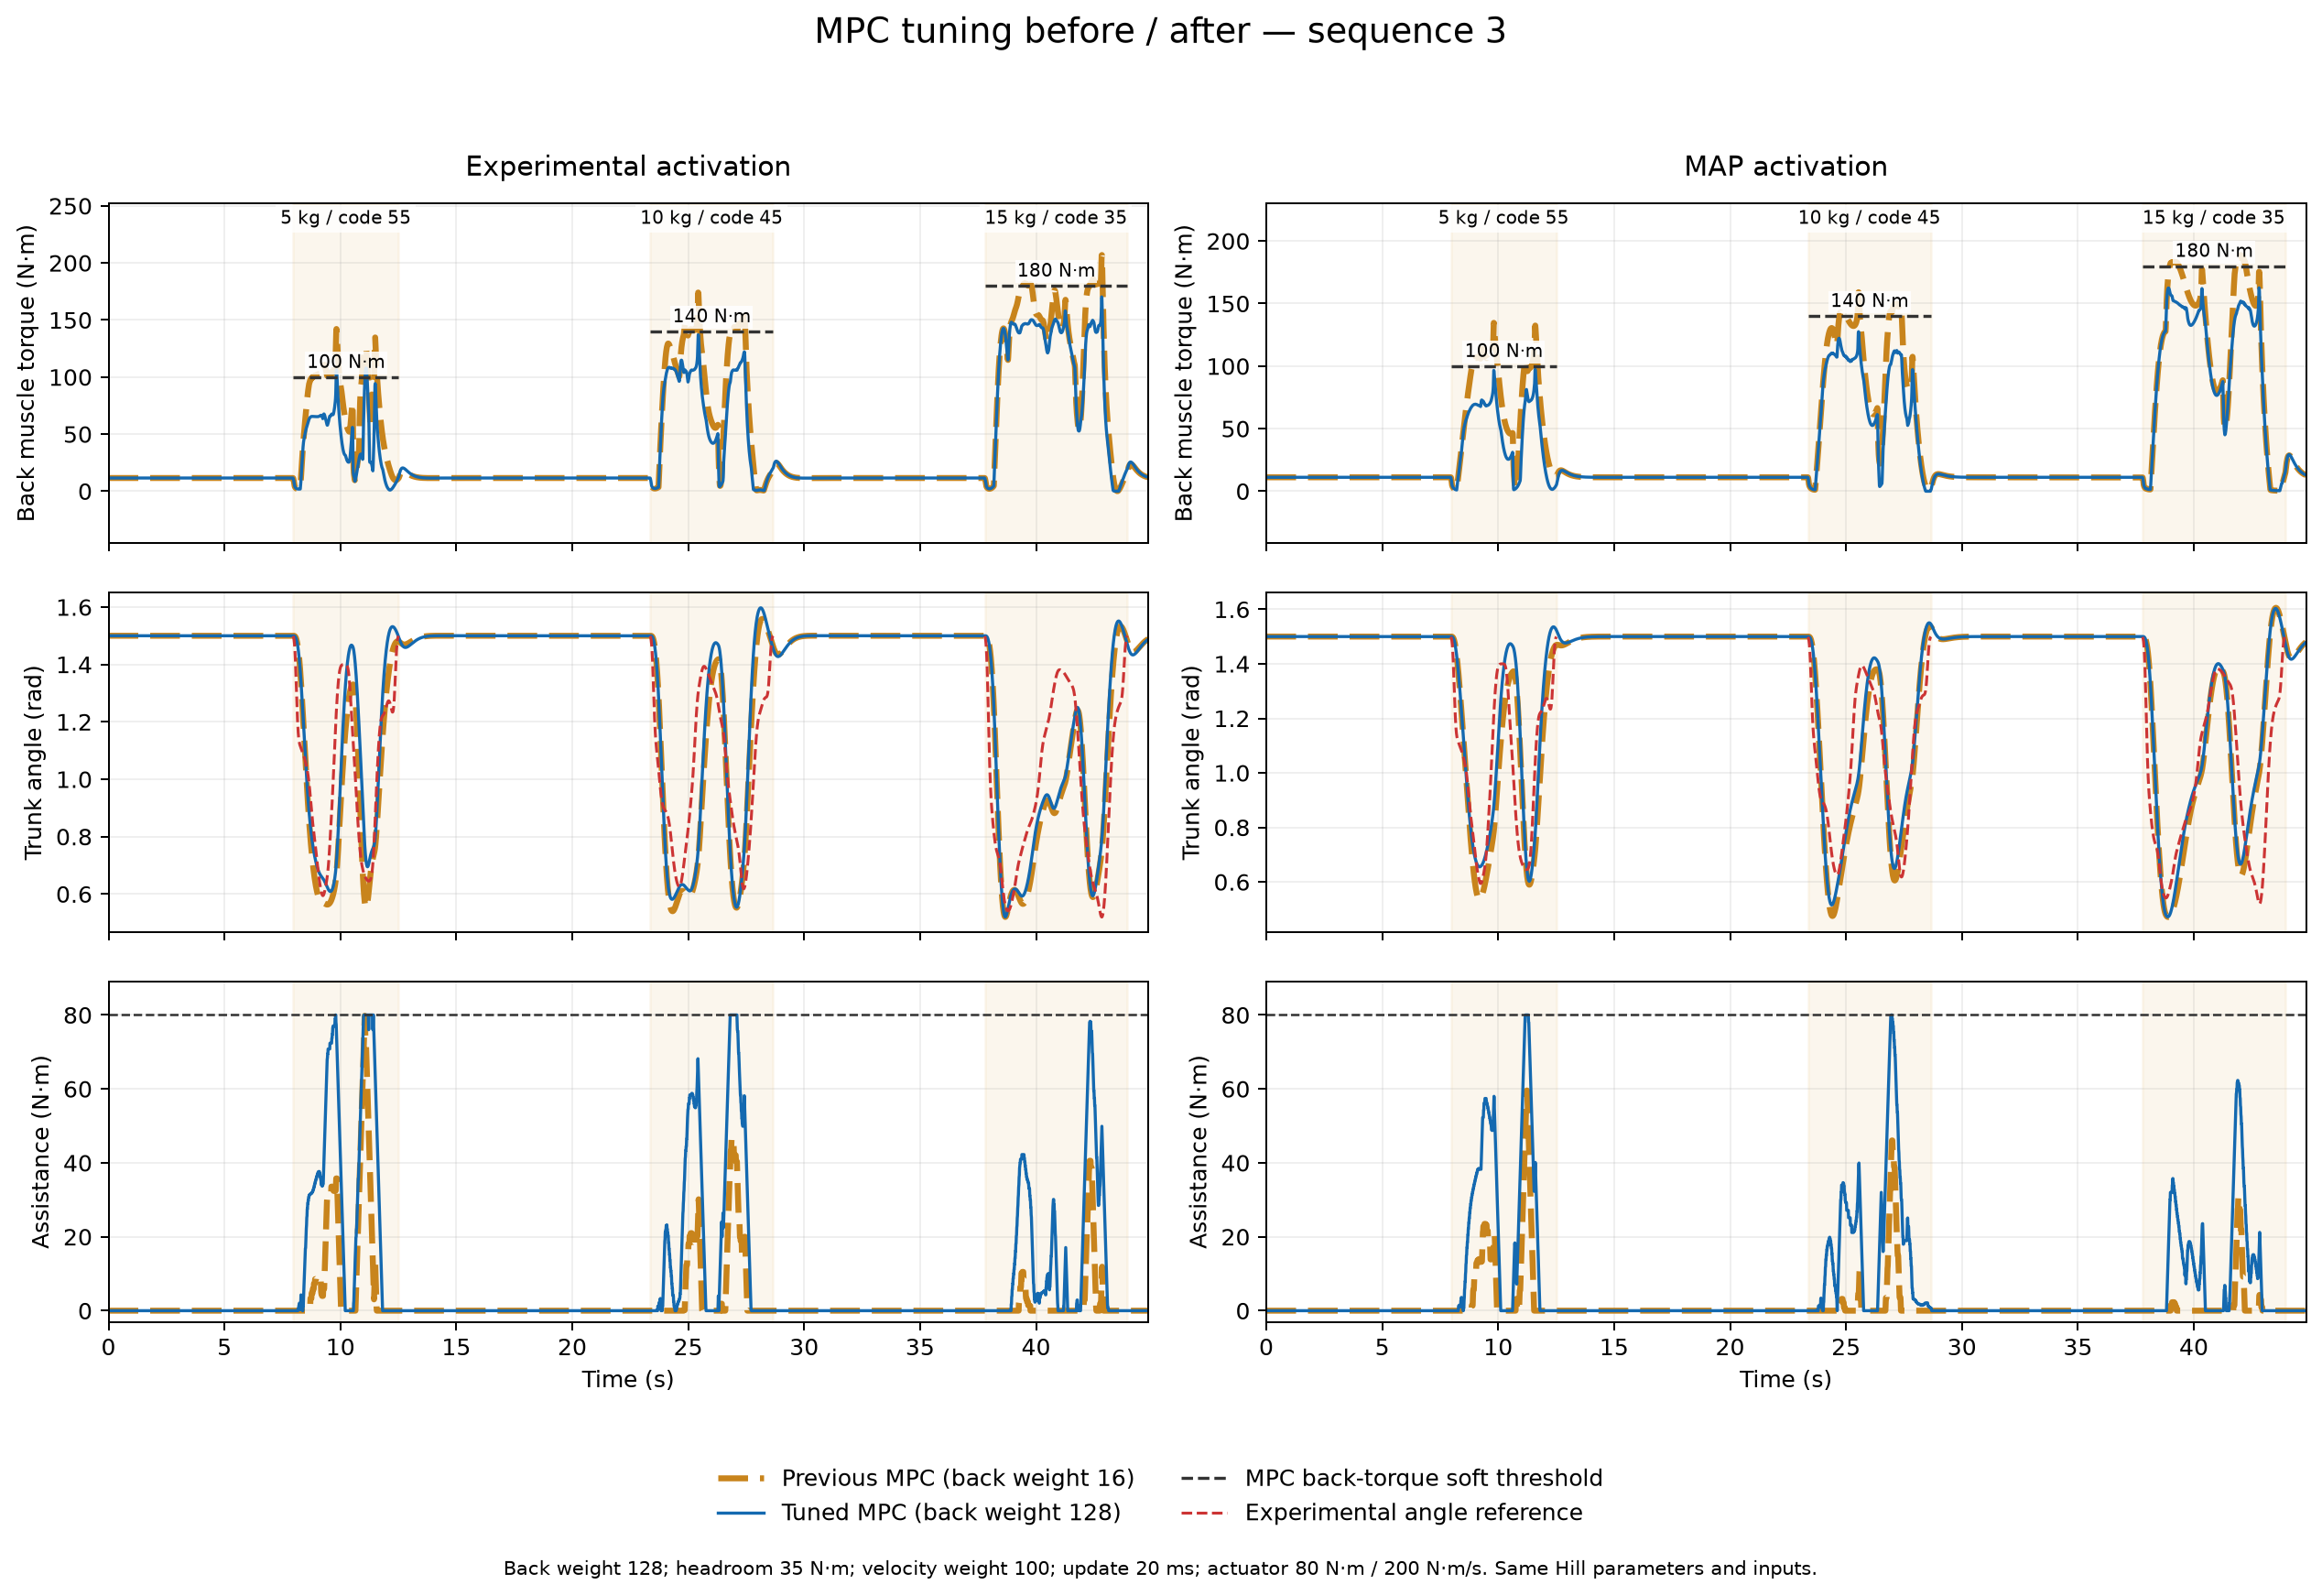 MPC tuning before / after — sequence 3
Experimental activation
MAP activation
Back muscle torque (N·m)
250
200
150
100
50
0
5 kg / code 55
10 kg / code 45
15 kg / code 35
100 N·m
140 N·m
180 N·m
Back muscle torque (N·m)
200
150
100
50
0
5 kg / code 55
10 kg / code 45
15 kg / code 35
100 N·m
140 N·m
180 N·m
Trunk angle (rad)
1.6
1.4
1.2
1.0
0.8
0.6
Trunk angle (rad)
1.6
1.4
1.2
1.0
0.8
0.6
Assistance (N·m)
80
60
40
20
0
0 5 10 15 20 25 30 35 40
Time (s)
Assistance (N·m)
80
60
40
20
0
0 5 10 15 20 25 30 35 40
Time (s)
Previous MPC (back weight 16)
Tuned MPC (back weight 128)
MPC back-torque soft threshold
Experimental angle reference
Back weight 128; headroom 35 N·m; velocity weight 100; update 20 ms; actuator 80 N·m / 200 N·m/s. Same Hill parameters and inputs.